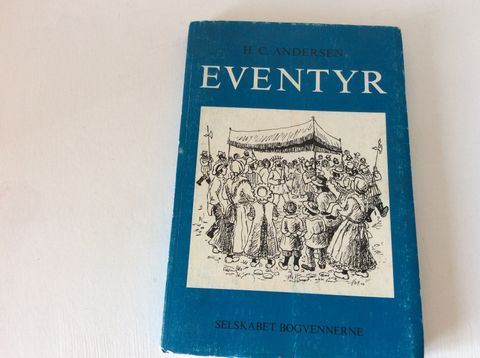 H. C. ANDERSEN
EVENTYR
SELSKABET BOGVENNERNE